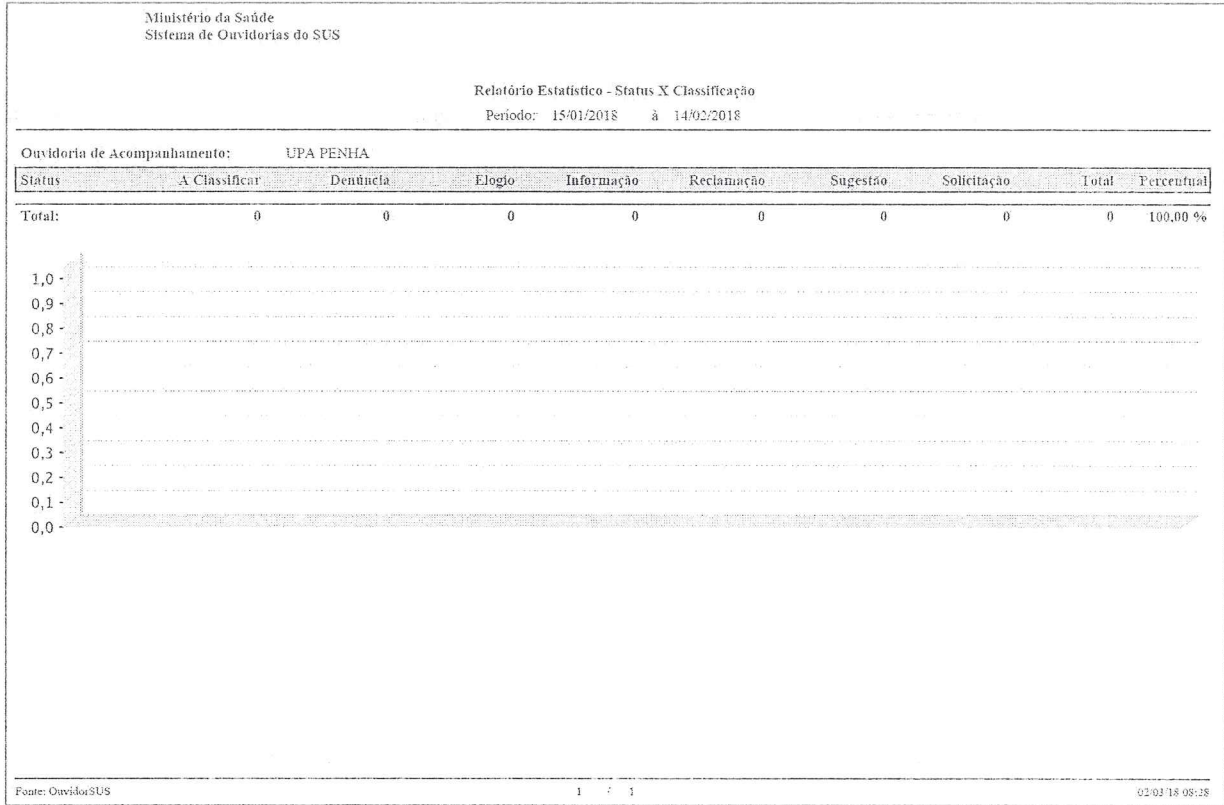 Ministério da Saúde
Sistema de Ouvidorias do SUS
Relatório Estatístico - Status X Classificação
Período: 15/01/2018 à 14/02/2018
Ouvidoria de Acompanhamento: UPA PENHA
Status A Classificar Denúncia Elogio Informação Reclamação Sugestão Solicitação Total Percentual
Total: 0 0 0 0 0 0 0 0 100,00 %
1,0
0,9
0,8
0,7
0,6
0,5
0,4
0,3
0,2
0,1
0,0
Fonte: OuvidorSUS 1 / 1 02/03/18 08:38